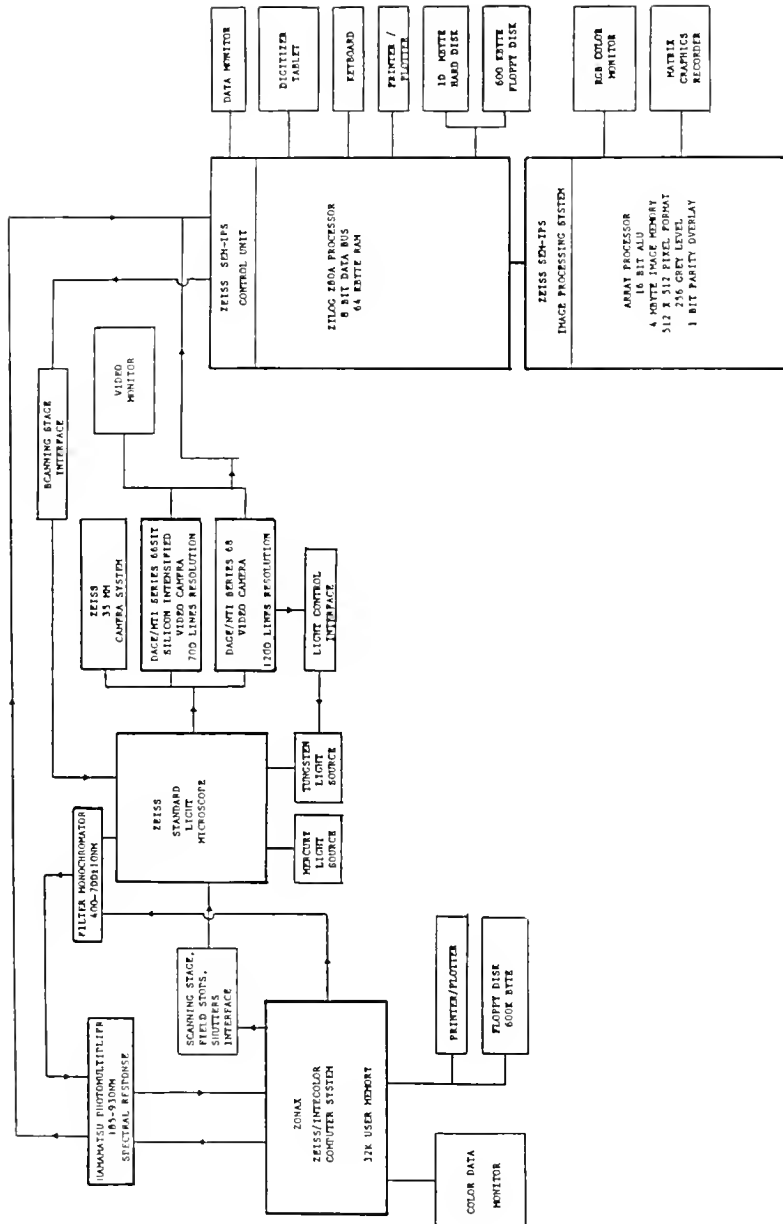 HAMAMATSU PHOTOMULTIPLIER
185-930NM
SPECTRAL RESPONSE
ZONAX
ZEISS/INTECOLOR
COMPUTER SYSTEM
32K USER MEMORY
COLOR DATA
MONITOR
PRINTER/PLOTTER
FLOPPY DISK
600K BYTE
SCANNING STAGE,
FIELD STOPS,
SHUTTERS
INTERFACE
FILTER MONOCHROMATOR
400-700±10NM
ZEISS
STANDARD
LIGHT
MICROSCOPE
MERCURY
LIGHT
SOURCE
TUNGSTEN
LIGHT
SOURCE
SCANNING STAGE
INTERFACE
ZEISS
35 MM
CAMERA SYSTEM
DAGE/MTI SERIES 66SIT
SILICON INTENSIFIED
VIDEO CAMERA
700 LINES RESOLUTION
DAGE/MTI SERIES 68
VIDEO CAMERA
1200 LINES RESOLUTION
LIGHT CONTROL
INTERFACE
VIDEO
MONITOR
ZEISS SEM-IPS
CONTROL UNIT
ZILOG Z80A PROCESSOR
8 BIT DATA BUS
64 KBYTE RAM
DATA MONITOR
DIGITIZER
TABLET
KEYBOARD
PRINTER /
PLOTTER
10 MBYTE
HARD DISK
600 KBYTE
FLOPPY DISK
ZEISS SEM-IPS
IMAGE PROCESSING SYSTEM
ARRAY PROCESSOR
16 BIT ALU
4 MBYTE IMAGE MEMORY
512 X 512 PIXEL FORMAT
256 GREY LEVEL
1 BIT PARITY OVERLAY
RGB COLOR
MONITOR
MATRIX
GRAPHICS
RECORDER